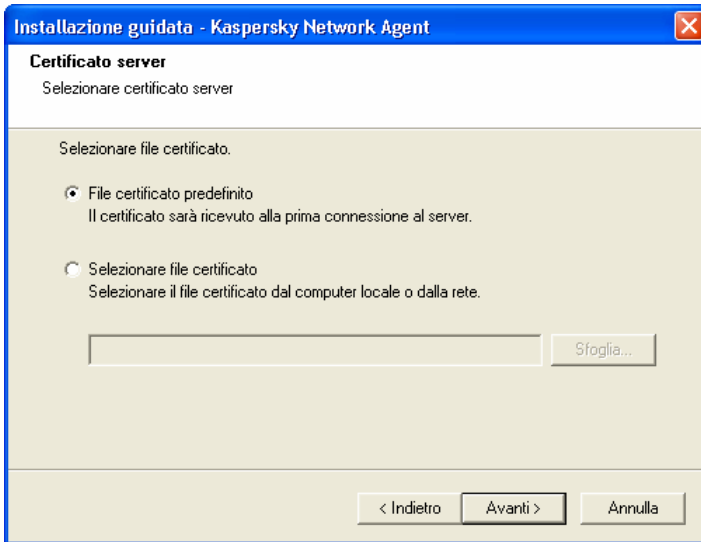 Installazione guidata - Kaspersky Network Agent
Certificato server
Selezionare certificato server
Selezionare file certificato.
File certificato predefinito
Il certificato sarà ricevuto alla prima connessione al server.
Selezionare file certificato
Selezionare il file certificato dal computer locale o dalla rete.
Sfoglia...
< Indietro Avanti > Annulla